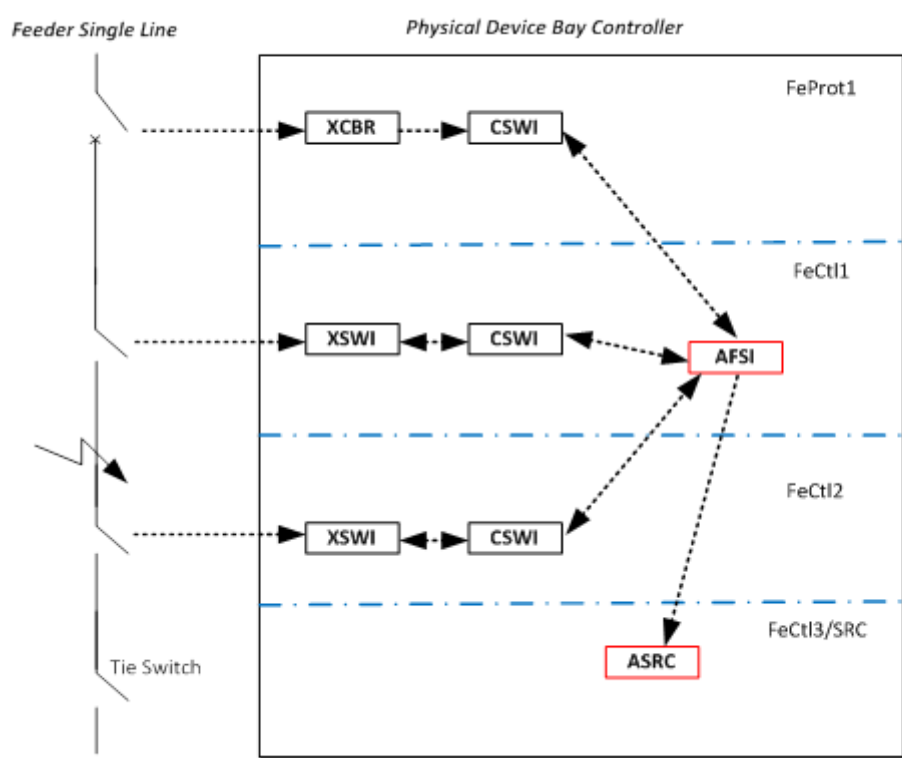 Feeder Single Line
Physical Device Bay Controller
FeProt1
XCBR
CSWI
FeCtl1
XSWI
CSWI
AFSI
FeCtl2
XSWI
CSWI
FeCtl3/SRC
ASRC
Tie Switch